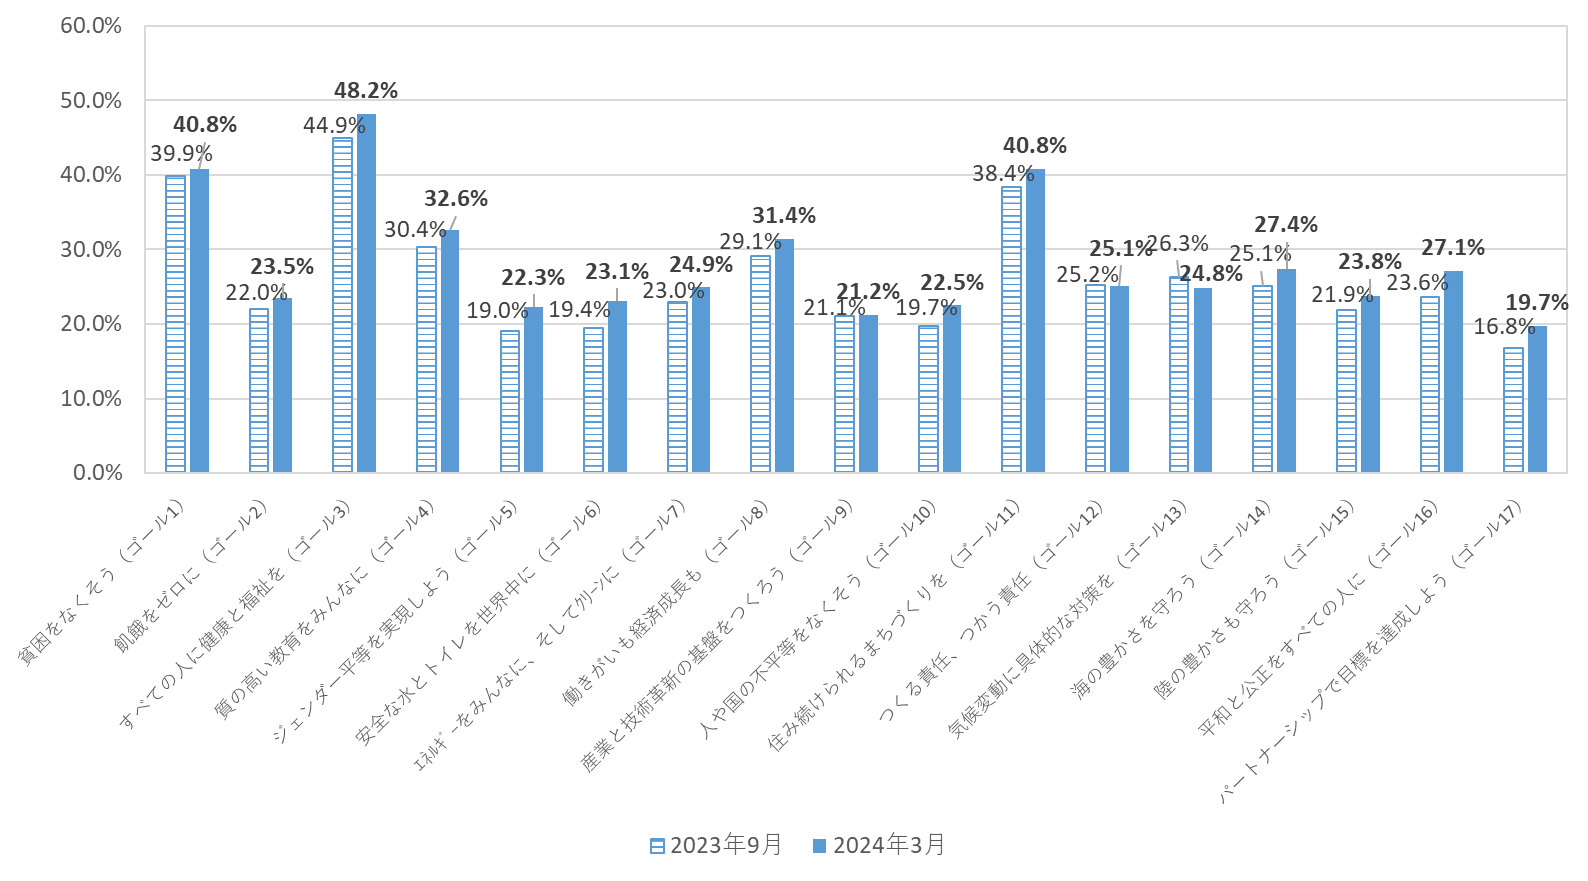 60.0%
50.0%
40.0%
30.0%
20.0%
10.0%
0.0%
39.9%
40.8%
22.0%
23.5%
44.9%
48.2%
30.4%
32.6%
19.0%
22.3%
19.4%
23.1%
23.0%
24.9%
29.1%
31.4%
21.1%
21.2%
19.7%
22.5%
38.4%
40.8%
25.2%
25.1%
26.3%
24.8%
25.1%
27.4%
21.9%
23.8%
23.6%
27.1%
16.8%
19.7%
貧困をなくそう（ｺﾞｰﾙ1）
飢餓をゼロに（ｺﾞｰﾙ2）
すべての人に健康と福祉を（ｺﾞｰﾙ3）
質の高い教育をみんなに（ｺﾞｰﾙ4）
ジェンダー平等を実現しよう（ｺﾞｰﾙ5）
安全な水とトイレを世界中に（ｺﾞｰﾙ6）
ｴﾈﾙｷﾞｰをみんなに、そしてｸﾘｰﾝに（ｺﾞｰﾙ7）
働きがいも経済成長も（ｺﾞｰﾙ8）
産業と技術革新の基盤をつくろう（ｺﾞｰﾙ9）
人や国の不平等をなくそう（ｺﾞｰﾙ10）
住み続けられるまちづくりを（ｺﾞｰﾙ11）
つくる責任、つかう責任（ｺﾞｰﾙ12）
気候変動に具体的な対策を（ｺﾞｰﾙ13）
海の豊かさを守ろう（ｺﾞｰﾙ14）
陸の豊かさも守ろう（ｺﾞｰﾙ15）
平和と公正をすべての人に（ｺﾞｰﾙ16）
パートナーシップで目標を達成しよう（ｺﾞｰﾙ17）
2023年9月
2024年3月